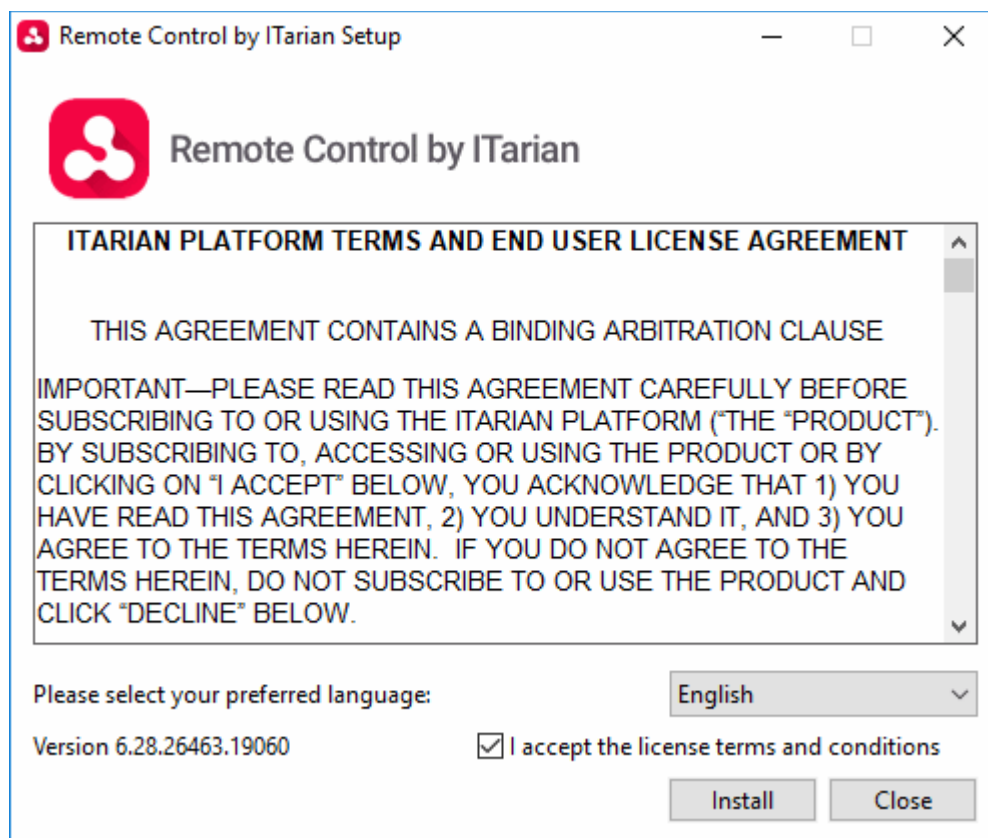 Remote Control by ITarian Setup
Remote Control by ITarian
ITARIAN PLATFORM TERMS AND END USER LICENSE AGREEMENT
THIS AGREEMENT CONTAINS A BINDING ARBITRATION CLAUSE
IMPORTANT—PLEASE READ THIS AGREEMENT CAREFULLY BEFORE
SUBSCRIBING TO OR USING THE ITARIAN PLATFORM (“THE “PRODUCT”).
BY SUBSCRIBING TO, ACCESSING OR USING THE PRODUCT OR BY
CLICKING ON “I ACCEPT” BELOW, YOU ACKNOWLEDGE THAT 1) YOU
HAVE READ THIS AGREEMENT, 2) YOU UNDERSTAND IT, AND 3) YOU
AGREE TO THE TERMS HEREIN.  IF YOU DO NOT AGREE TO THE
TERMS HEREIN, DO NOT SUBSCRIBE TO OR USE THE PRODUCT AND
CLICK “DECLINE” BELOW.
Please select your preferred language:
English
Version 6.28.26463.19060
I accept the license terms and conditions
Install
Close